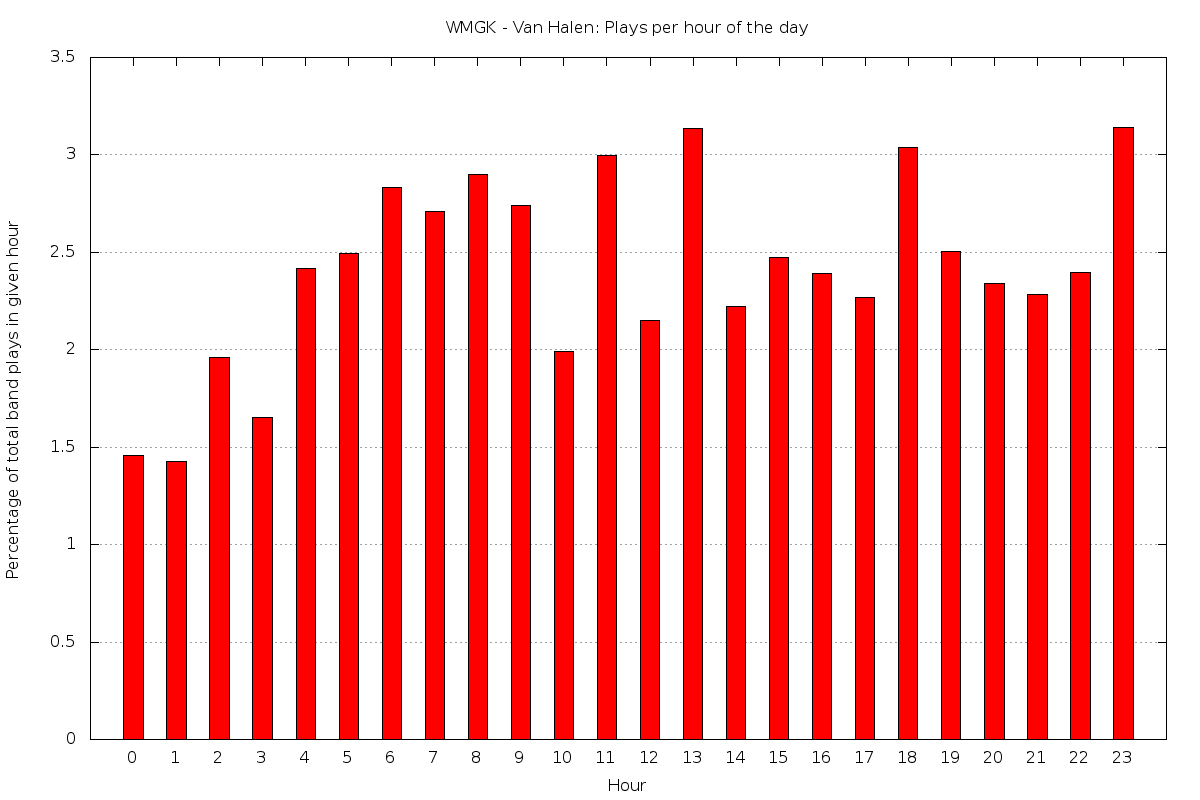 WMGK - Van Halen: Plays per hour of the day
Percentage of total band plays in given hour
3.5
3
2.5
2
1.5
1
0.5
0
0 1 2 3 4 5 6 7 8 9 10 11 12 13 14 15 16 17 18 19 20 21 22 23
Hour